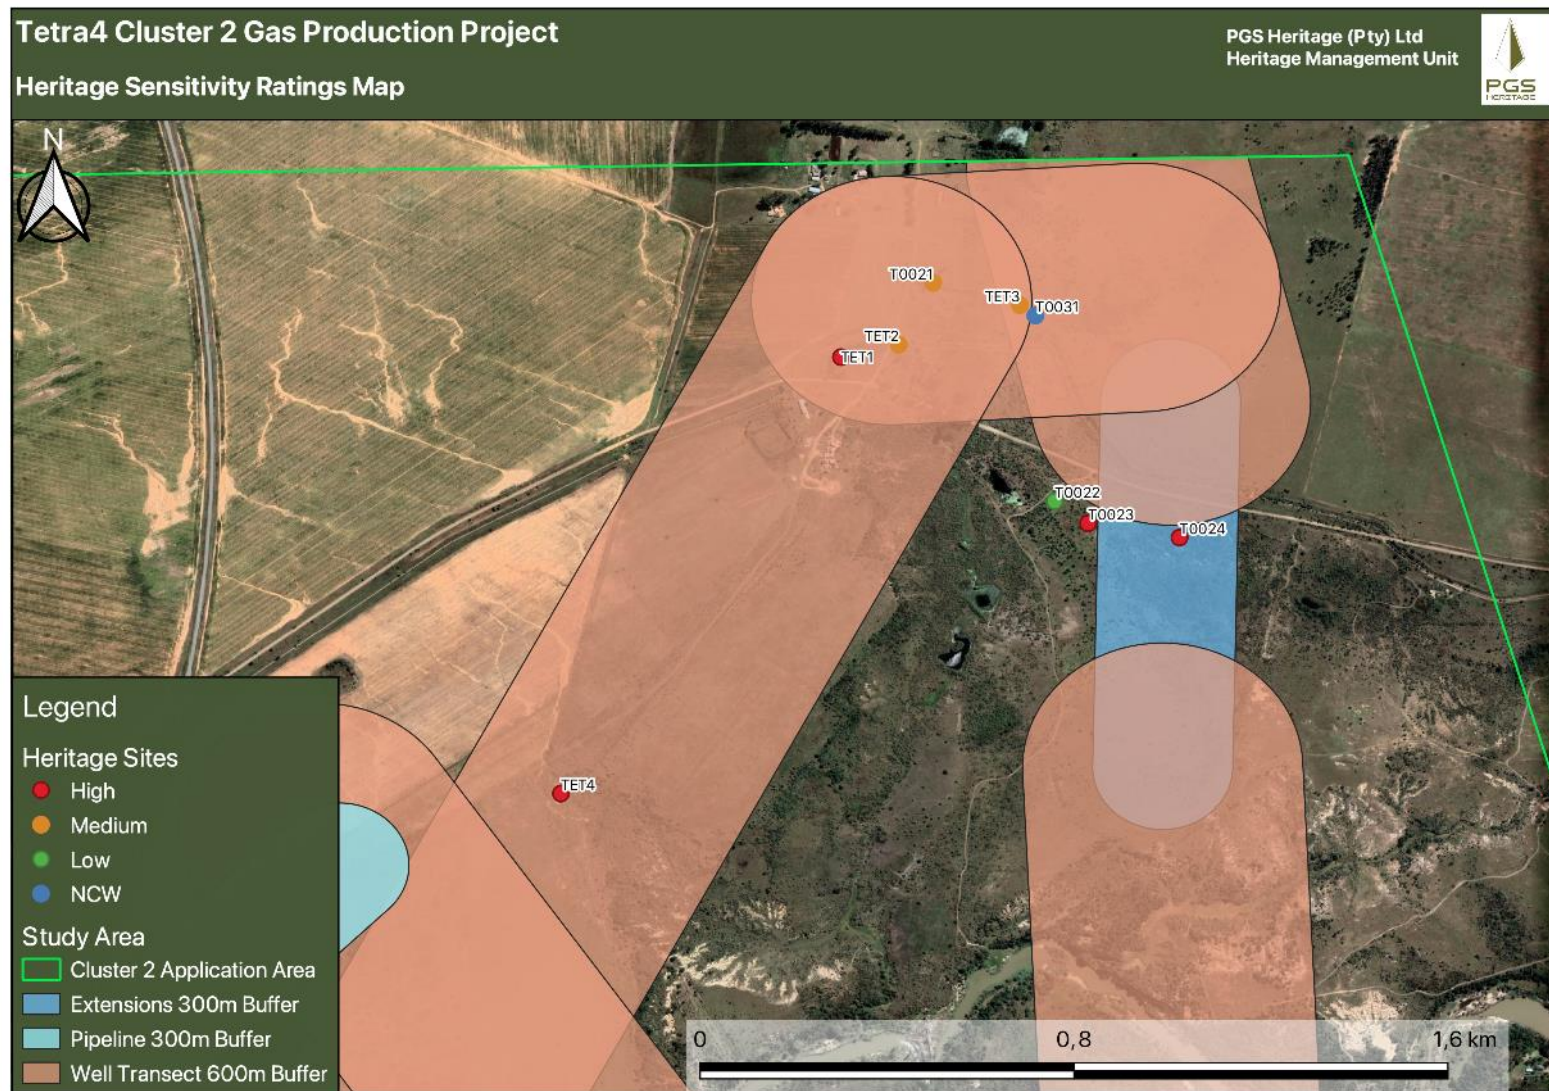 Tetra4 Cluster 2 Gas Production Project
Heritage Sensitivity Ratings Map
PGS Heritage (Pty) Ltd
Heritage Management Unit
PGS
HERITAGE
N
T0021
TET3
T0031
TET2
TET1
T0022
T0023
T0024
TET4
Legend
Heritage Sites
High
Medium
Low
NCW
Study Area
Cluster 2 Application Area
Extensions 300m Buffer
Pipeline 300m Buffer
Well Transect 600m Buffer
0 0,8 1,6 km